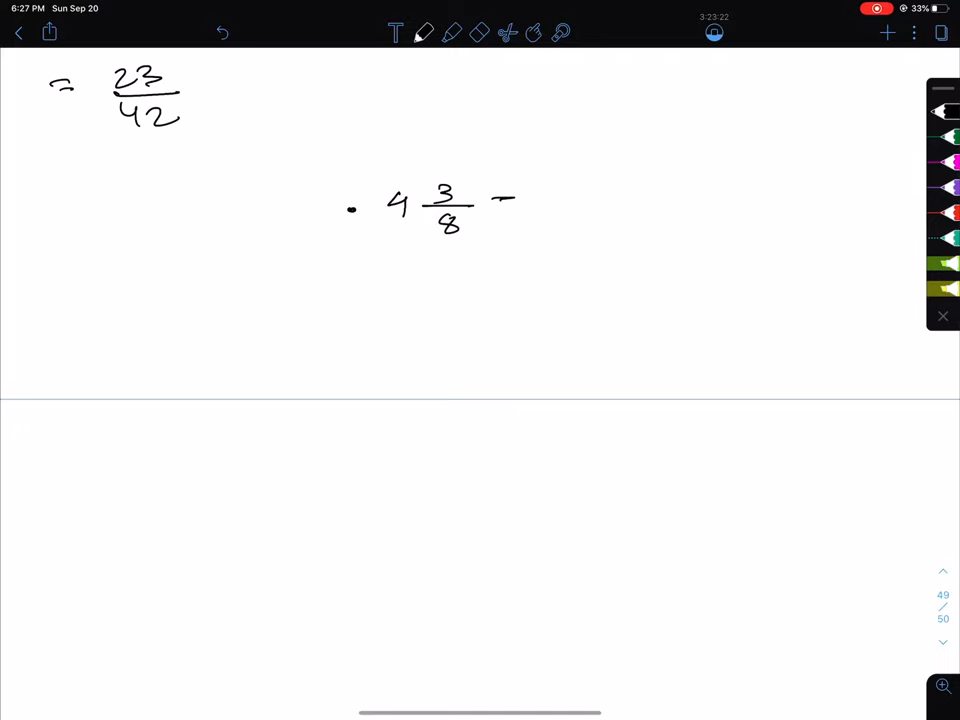 6:27 PM Sun Sep 20
33%
3:23:22
T
= 23/42
. 4 3/8 -
49
/
50